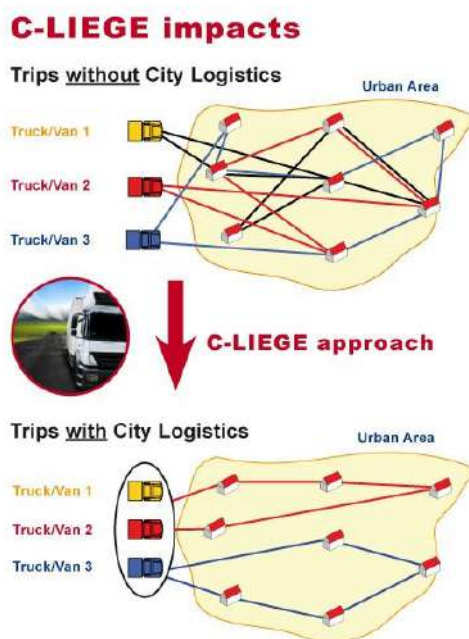 C-LIEGE impacts
Trips without City Logistics
Urban Area
Truck/Van 1
Truck/Van 2
Truck/Van 3
C-LIEGE approach
Trips with City Logistics
Urban Area
Truck/Van 1
Truck/Van 2
Truck/Van 3